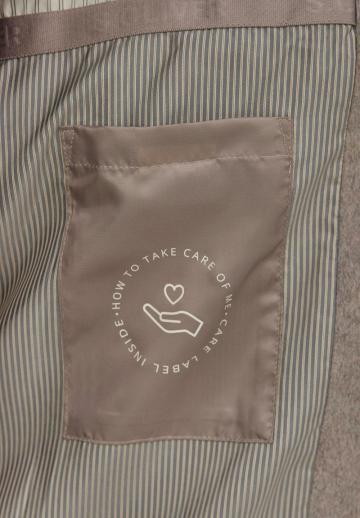 HOW TO TAKE CARE OF ME • CARE LABEL INSIDE •